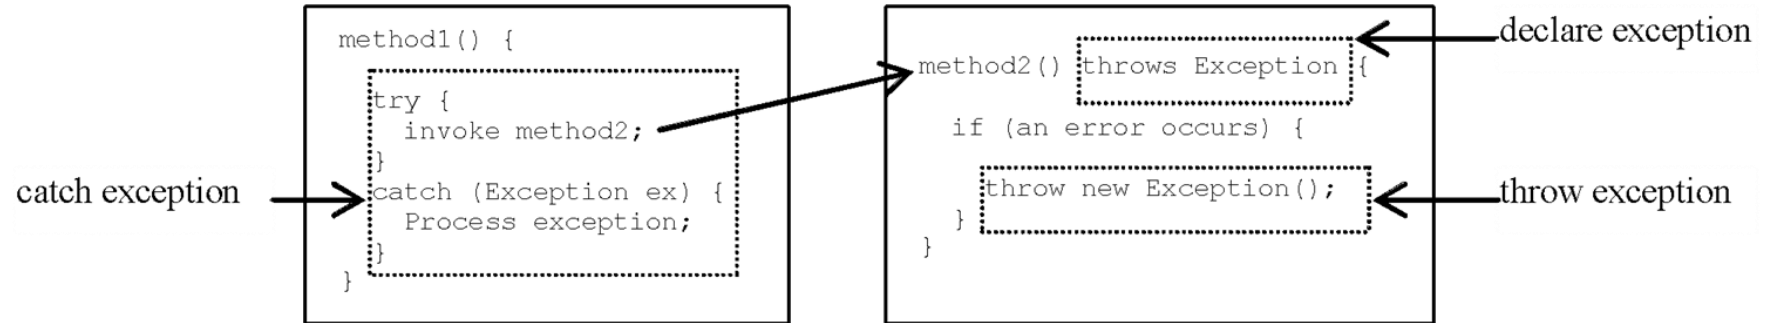 catch exception
method1() {
try {
invoke method2;
}
catch (Exception ex) {
Process exception;
}
}
method2() throws Exception {
if (an error occurs) {
throw new Exception();
}
}
declare exception
throw exception